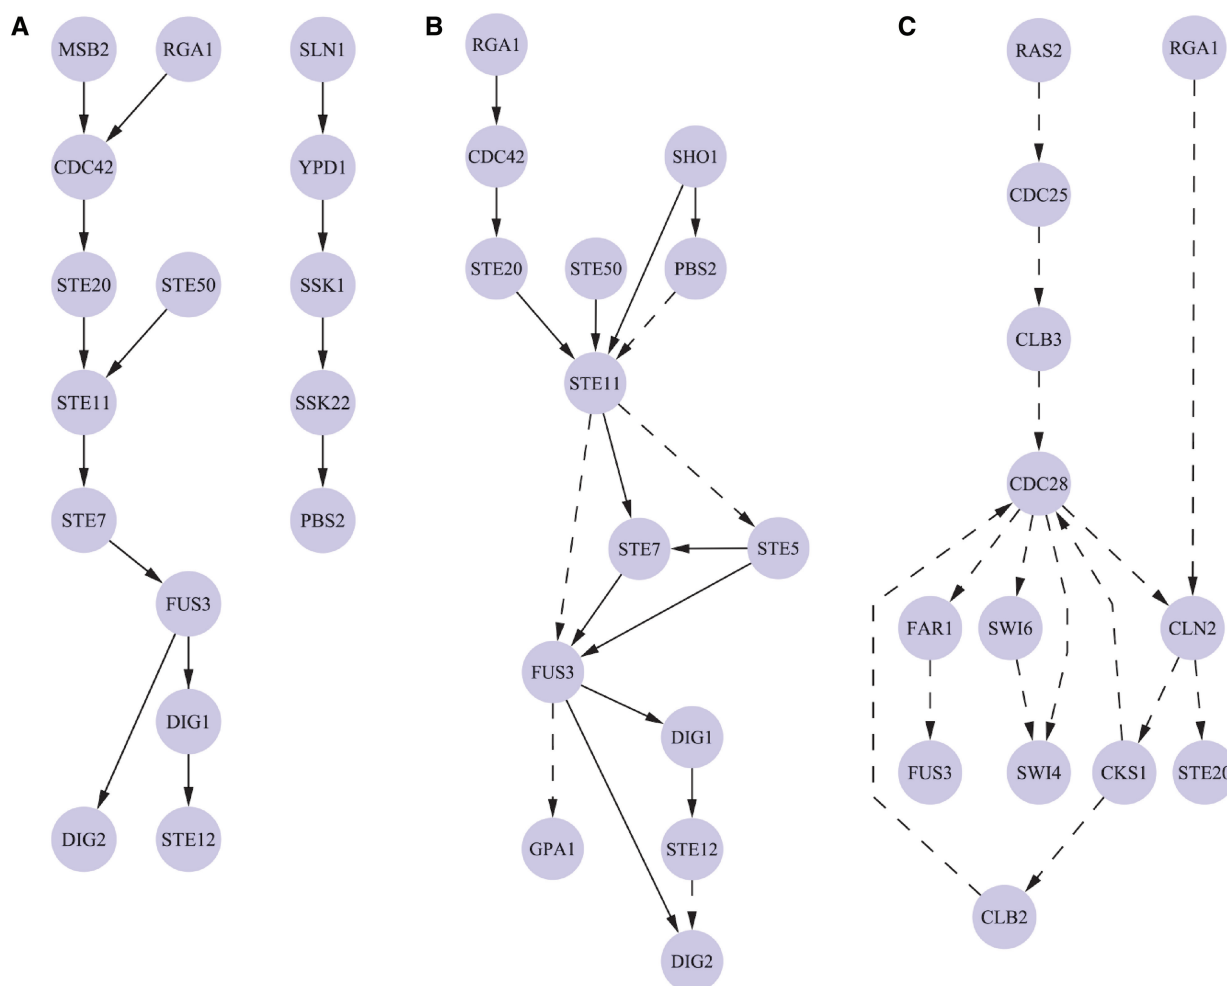 A
MSB2
RGA1
SLN1
CDC42
YPD1
STE20
STE50
SSK1
STE11
SSK22
STE7
PBS2
FUS3
DIG1
DIG2
STE12
B
RGA1
CDC42
SHO1
STE20
STE50
PBS2
STE11
STE7
STE5
FUS3
DIG1
GPA1
STE12
DIG2
C
RAS2
RGA1
CDC25
CLB3
CDC28
FAR1
SWI6
CLN2
FUS3
SWI4
CKS1
STE20
CLB2